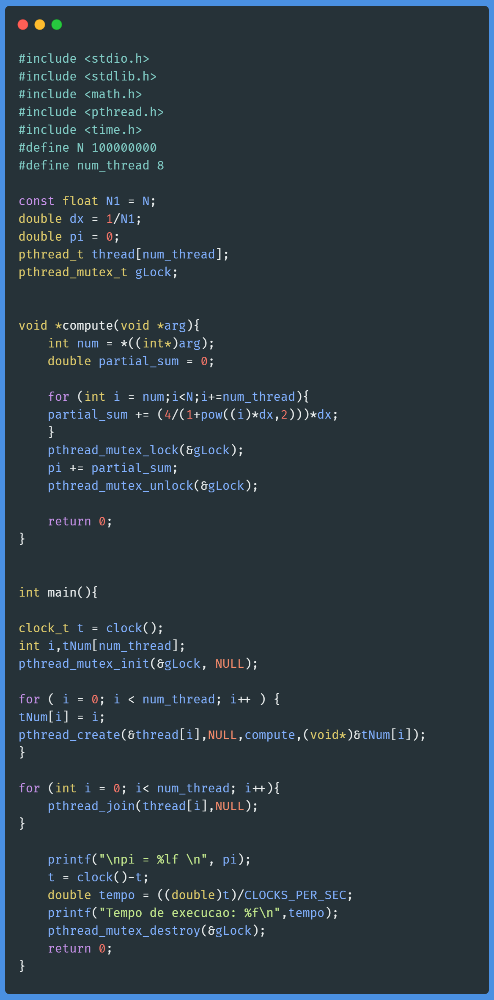 #include <stdio.h>
#include <stdlib.h>
#include <math.h>
#include <pthread.h>
#include <time.h>
#define N 100000000
#define num_thread 8

const float N1 = N;
double dx = 1/N1;
double pi = 0;
pthread_t thread[num_thread];
pthread_mutex_t gLock;

void *compute(void *arg){
    int num = *((int*)arg);
    double partial_sum = 0;

    for (int i = num;i<N;i+=num_thread){
    partial_sum += (4/(1+pow((i)*dx,2)))*dx;
    }
    pthread_mutex_lock(&gLock);
    pi += partial_sum;
    pthread_mutex_unlock(&gLock);

    return 0;
}

int main(){

clock_t t = clock();
int i,tNum[num_thread];
pthread_mutex_init(&gLock, NULL);

for ( i = 0; i < num_thread; i++ ) {
tNum[i] = i;
pthread_create(&thread[i],NULL,compute,(void*)&tNum[i]);
}

for (int i = 0; i< num_thread; i++){
    pthread_join(thread[i],NULL);
}

    printf("\npi = %lf \n", pi);
    t = clock()-t;
    double tempo = ((double)t)/CLOCKS_PER_SEC;
    printf("Tempo de execucao: %f\n",tempo);
    pthread_mutex_destroy(&gLock);
    return 0;
}